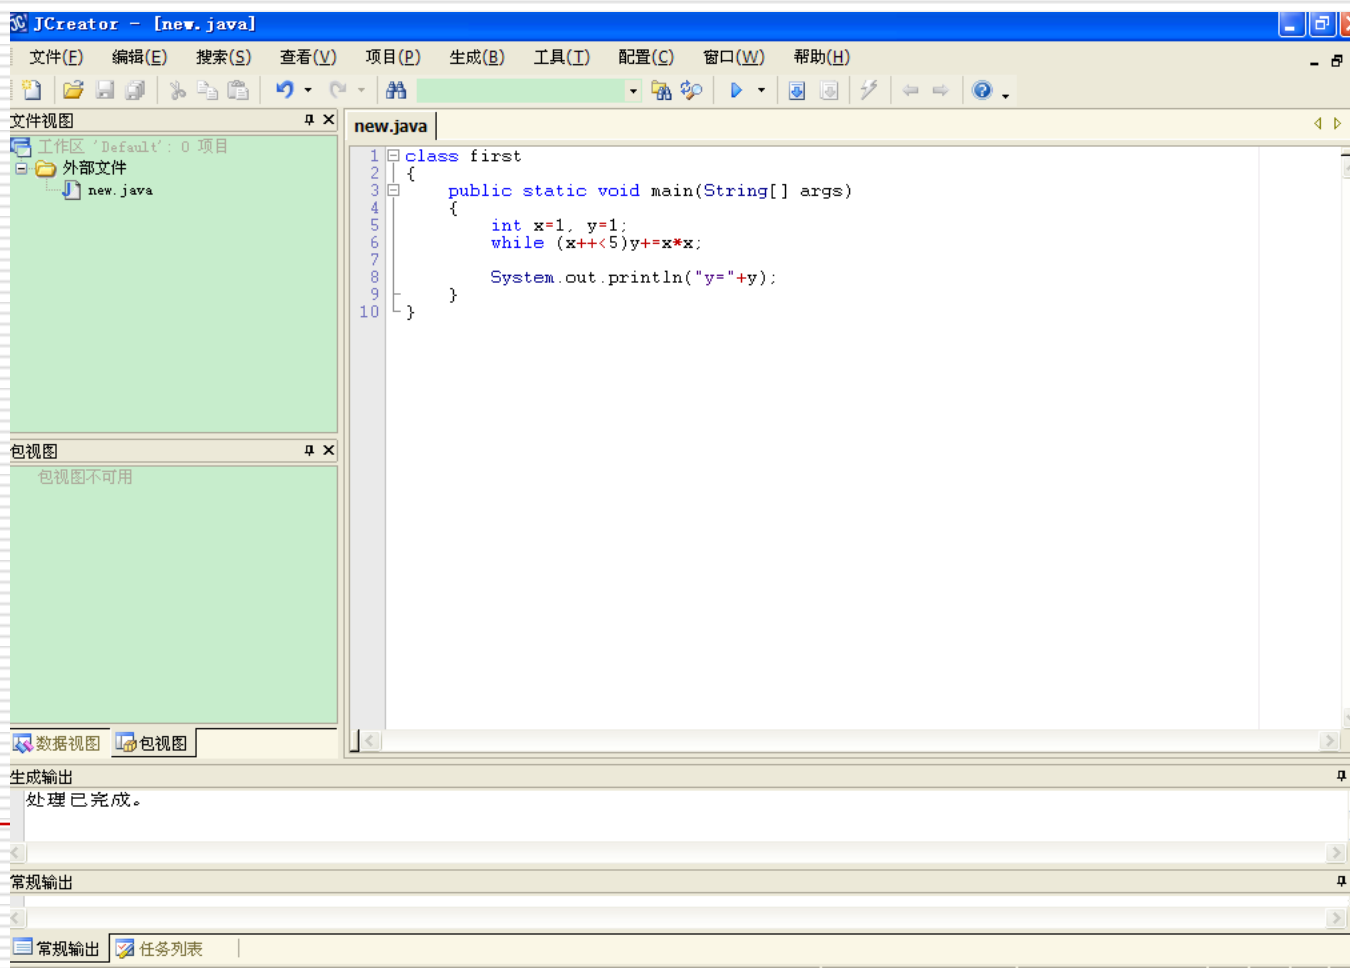 JCreator - [new.java]
文件(F) 编辑(E) 搜索(S) 查看(V) 项目(P) 生成(B) 工具(T) 配置(C) 窗口(W) 帮助(H)
文件视图
工作区 'Default': 0 项目
外部文件
new.java
包视图
包视图不可用
数据视图 包视图
new.java
1 class first
2 {
3 public static void main(String[] args)
4 {
5 int x=1, y=1;
6 while (x++<5)y+=x*x;
7
8 System.out.println("y="+y);
9 }
10 }
生成输出
处理已完成。
常规输出
常规输出 任务列表